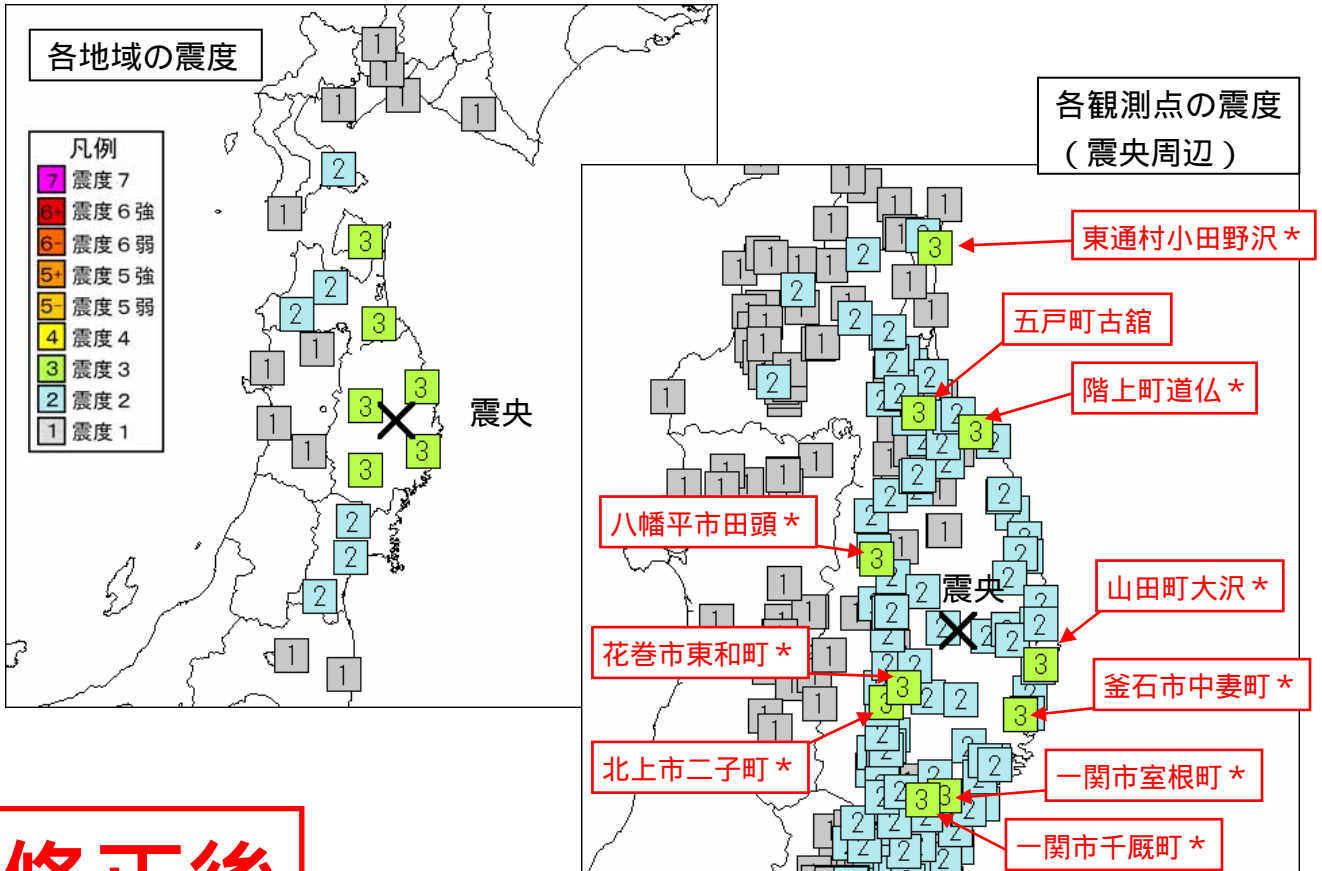 各地域の震度
凡例
7 震度7
6+ 震度6強
6- 震度6弱
5+ 震度5強
5- 震度5弱
4 震度4
3 震度3
2 震度2
1 震度1
震央
各観測点の震度
(震央周辺)
東通村小田野沢*
五戸町古舘
階上町道仏*
八幡平市田頭*
震央
山田町大沢*
花巻市東和町*
釜石市中妻町*
北上市二子町*
一関市室根町*
一関市千厩町*
修正後